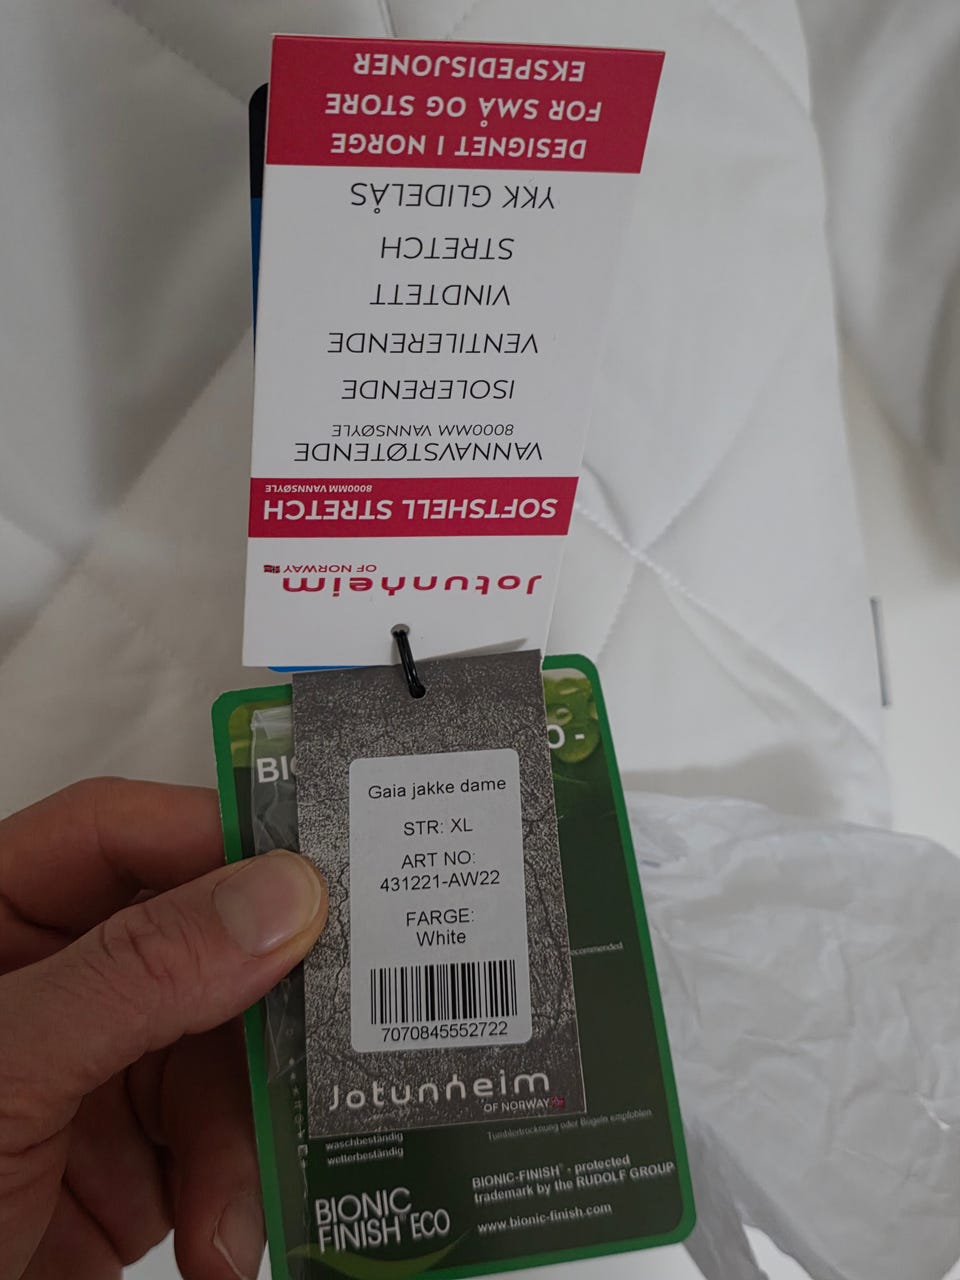 Jotunheim
OF NORWAY
SOFTSHELL STRETCH
8000MM VANNSØYLE
VANNAVSTØTENDE
8000MM VANNSØYLE
ISOLERENDE
VENTILERENDE
VINDTETT
STRETCH
YKK GLIDELÅS
DESIGNET I NORGE
FOR SMÅ OG STORE
EKSPEDISJONER
Gaia jakke dame
STR: XL
ART NO:
431221-AW22
FARGE:
White
7070845552722
Jotunheim
OF NORWAY
waschbeständig
wetterbeständig
Tumblertrocknung oder Bügeln empfohlen
BIONIC
FINISH® ECO
BIONIC-FINISH® - protected
trademark by the RUDOLF GROUP
www.bionic-finish.com